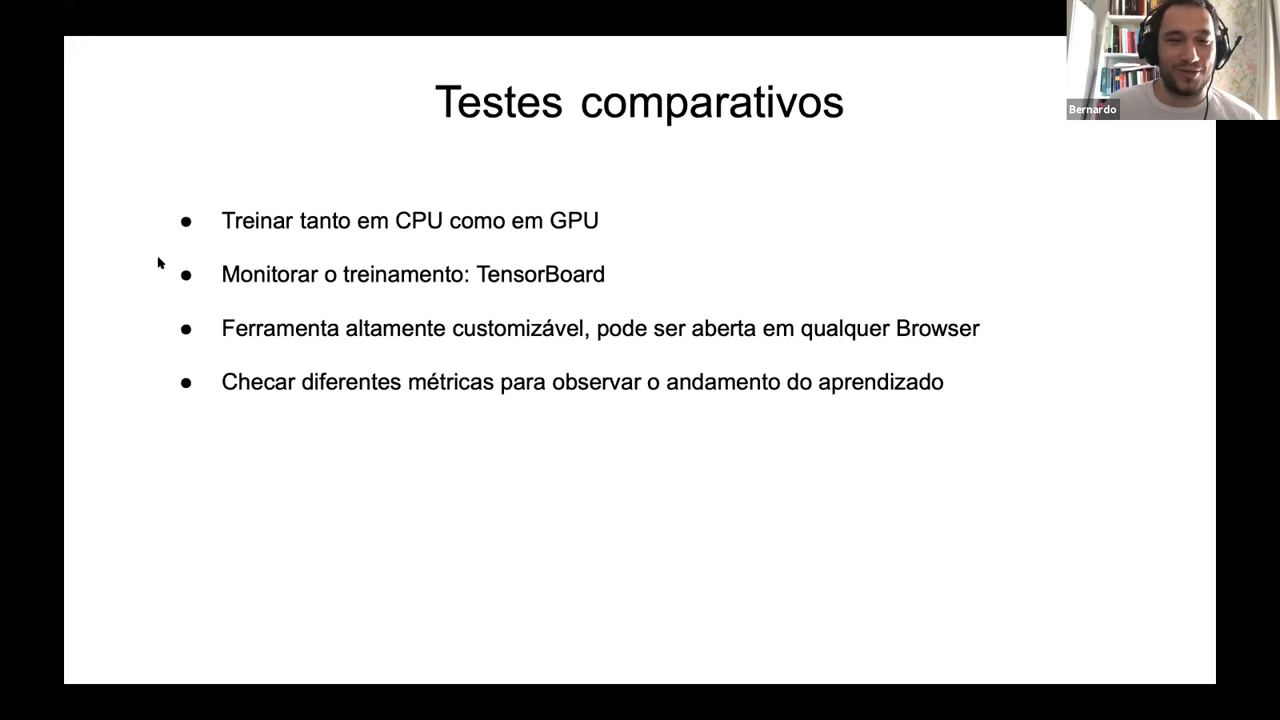 Testes comparativos
Bernardo
● Treinar tanto em CPU como em GPU
● Monitorar o treinamento: TensorBoard
● Ferramenta altamente customizável, pode ser aberta em qualquer Browser
● Checar diferentes métricas para observar o andamento do aprendizado